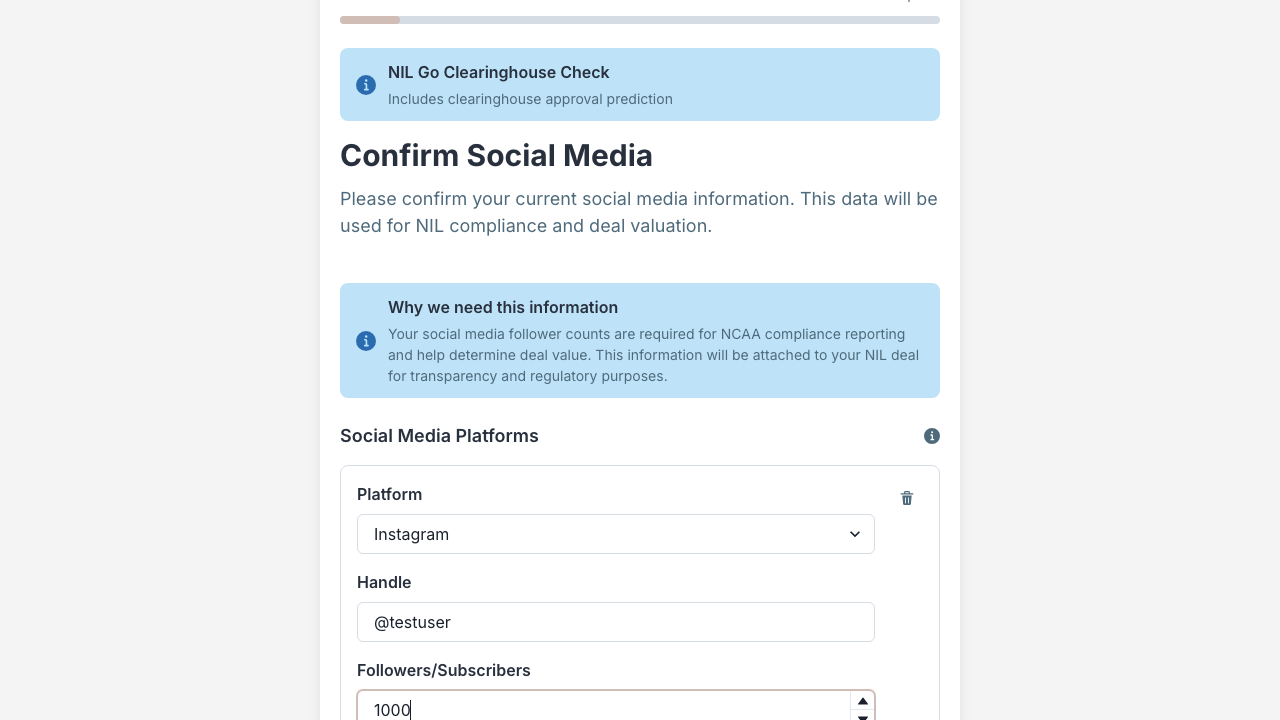 NIL Go Clearinghouse Check
Includes clearinghouse approval prediction
Confirm Social Media
Please confirm your current social media information. This data will be
used for NIL compliance and deal valuation.
Why we need this information
Your social media follower counts are required for NCAA compliance reporting
and help determine deal value. This information will be attached to your NIL deal
for transparency and regulatory purposes.
Social Media Platforms
Platform
Instagram
Handle
@testuser
Followers/Subscribers
1000